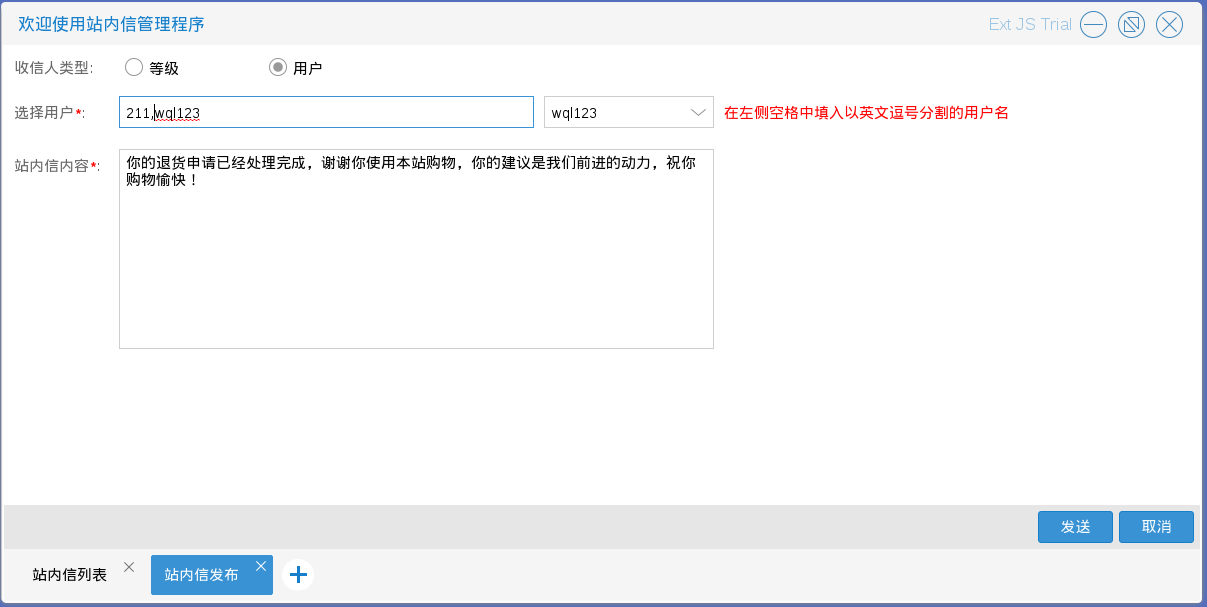 欢迎使用站内信管理程序
Ext JS Trial
收信人类型:
等级
用户
选择用户*:
211,wql123
wql123
在左侧空格中填入以英文逗号分割的用户名
站内信内容*:
你的退货申请已经处理完成，谢谢你使用本站购物，你的建议是我们前进的动力，祝你
购物愉快！
发送
取消
站内信列表
站内信发布